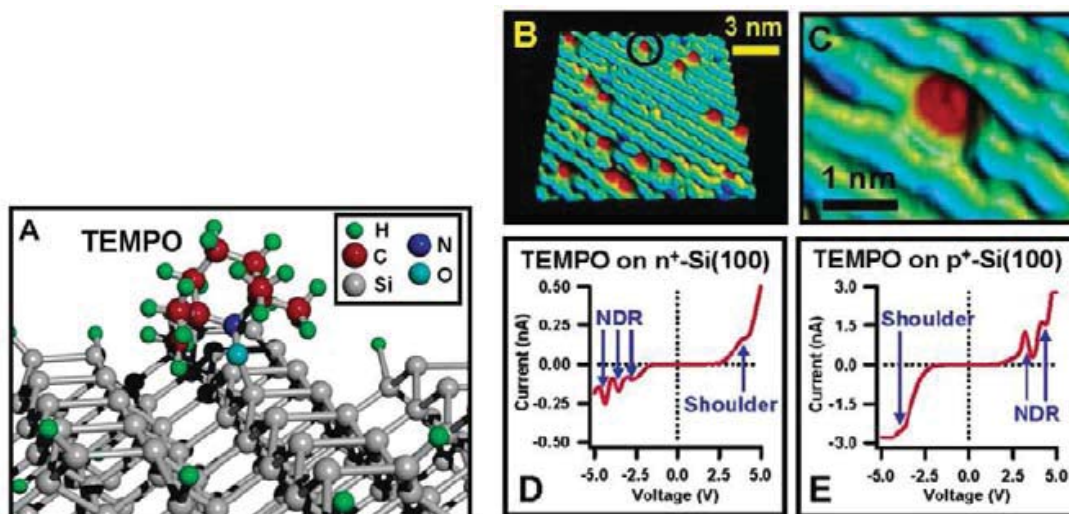 A
TEMPO
H
C
Si
N
O
B
3 nm
C
1 nm
TEMPO on n⁺-Si(100)
0.50
0.25
0.00
-0.25
-0.50
Current (nA)
NDR
Shoulder
-5.0 -2.5 0.0 2.5 5.0
Voltage (V)
D
TEMPO on p⁺-Si(100)
3.0
1.5
0.0
-1.5
-3.0
Current (nA)
Shoulder
NDR
-5.0 -2.5 0.0 2.5 5.0
Voltage (V)
E